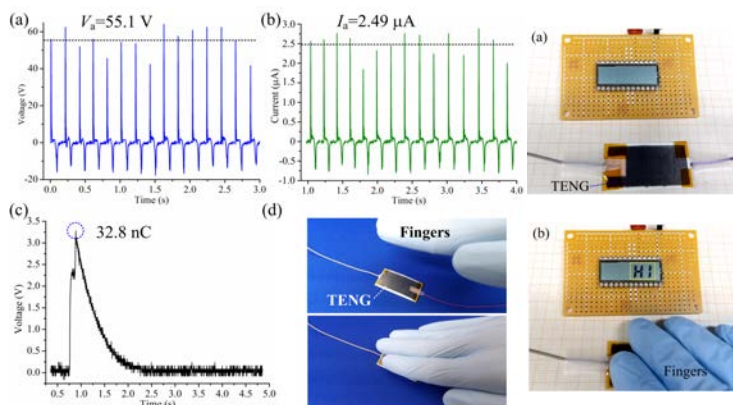 (a)
Vₐ=55.1 V
Voltage (V)
60
40
20
0
-20
0.0 0.5 1.0 1.5 2.0 2.5 3.0
Time (s)
(b)
Iₐ=2.49 μA
Current (μA)
3.0
2.5
2.0
1.5
1.0
0.5
0.0
-0.5
-1.0
1.0 1.5 2.0 2.5 3.0 3.5 4.0
Time (s)
(c)
32.8 nC
Voltage (V)
3.5
3.0
2.5
2.0
1.5
1.0
0.5
0.0
0.5 1.0 1.5 2.0 2.5 3.0 3.5 4.0 4.5 5.0
Time (s)
(d)
Fingers
TENG
(a)
TENG
(b)
HI
Fingers